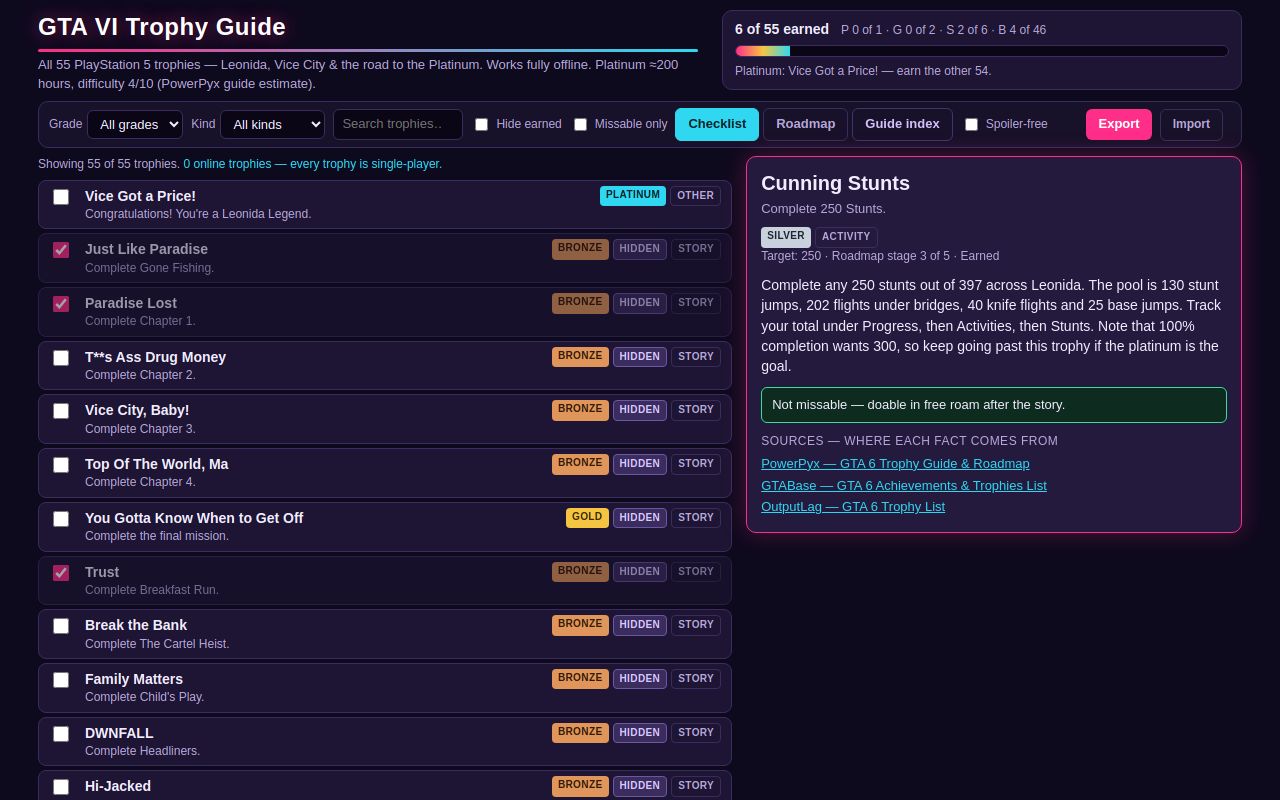 GTA VI Trophy Guide
All 55 PlayStation 5 trophies — Leonida, Vice City & the road to the Platinum. Works fully offline. Platinum ≈200
hours, difficulty 4/10 (PowerPyx guide estimate).
6 of 55 earned P 0 of 1 · G 0 of 2 · S 2 of 6 · B 4 of 46
Platinum: Vice Got a Price! — earn the other 54.
Grade All grades Kind All kinds Search trophies.. Hide earned Missable only Checklist Roadmap Guide index Spoiler-free Export Import
Showing 55 of 55 trophies. 0 online trophies — every trophy is single-player.
Vice Got a Price! PLATINUM OTHER
Congratulations! You're a Leonida Legend.
Just Like Paradise BRONZE HIDDEN STORY
Complete Gone Fishing.
Paradise Lost BRONZE HIDDEN STORY
Complete Chapter 1.
T**s Ass Drug Money BRONZE HIDDEN STORY
Complete Chapter 2.
Vice City, Baby! BRONZE HIDDEN STORY
Complete Chapter 3.
Top Of The World, Ma BRONZE HIDDEN STORY
Complete Chapter 4.
You Gotta Know When to Get Off GOLD HIDDEN STORY
Complete the final mission.
Trust BRONZE HIDDEN STORY
Complete Breakfast Run.
Break the Bank BRONZE HIDDEN STORY
Complete The Cartel Heist.
Family Matters BRONZE HIDDEN STORY
Complete Child's Play.
DWNFALL BRONZE HIDDEN STORY
Complete Headliners.
Hi-Jacked BRONZE HIDDEN STORY
Cunning Stunts
Complete 250 Stunts.
SILVER ACTIVITY
Target: 250 · Roadmap stage 3 of 5 · Earned
Complete any 250 stunts out of 397 across Leonida. The pool is 130 stunt
jumps, 202 flights under bridges, 40 knife flights and 25 base jumps. Track
your total under Progress, then Activities, then Stunts. Note that 100%
completion wants 300, so keep going past this trophy if the platinum is the
goal.
Not missable — doable in free roam after the story.
SOURCES — WHERE EACH FACT COMES FROM
PowerPyx — GTA 6 Trophy Guide & Roadmap
GTABase — GTA 6 Achievements & Trophies List
OutputLag — GTA 6 Trophy List